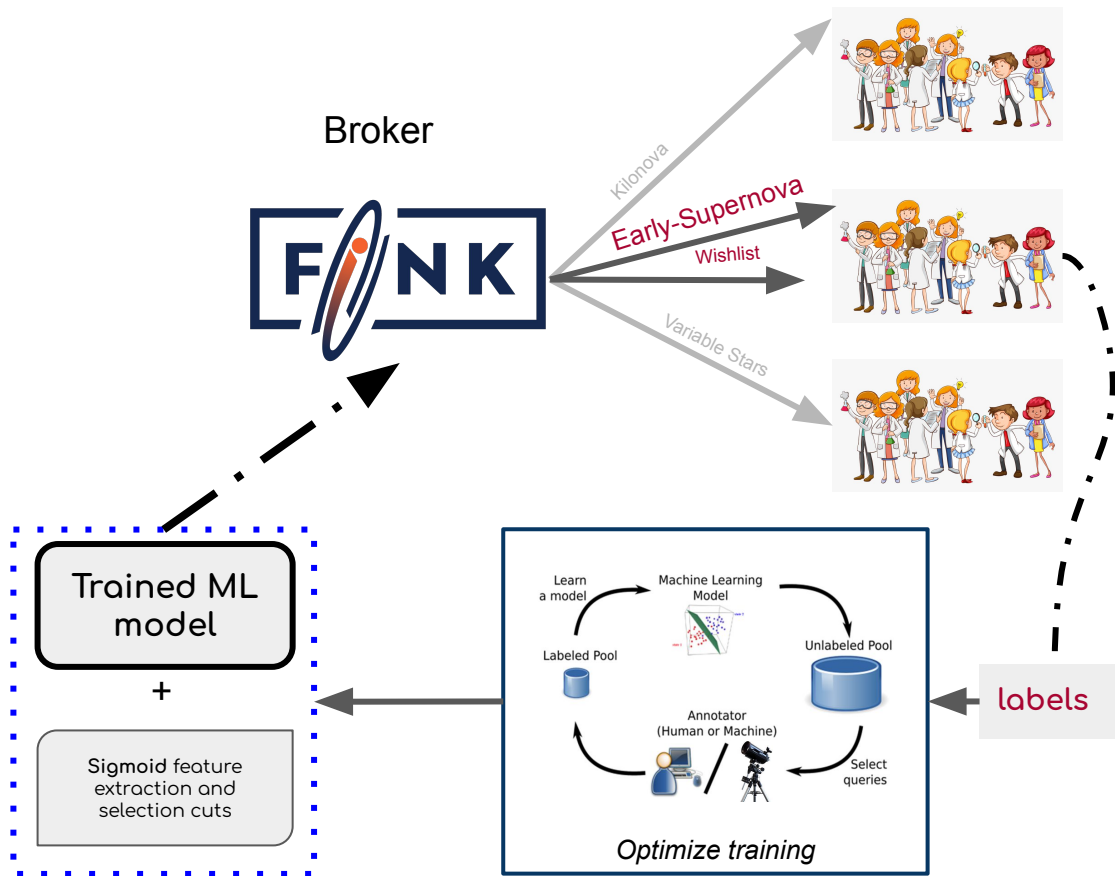 Broker
FINK
Kilonova
Early-Supernova
Wishlist
Variable Stars
Trained ML
model
+
Sigmoid feature
extraction and
selection cuts
Learn
a model
Machine Learning
Model
Labeled Pool
Unlabeled Pool
Annotator
(Human or Machine)
Select
queries
Optimize training
labels